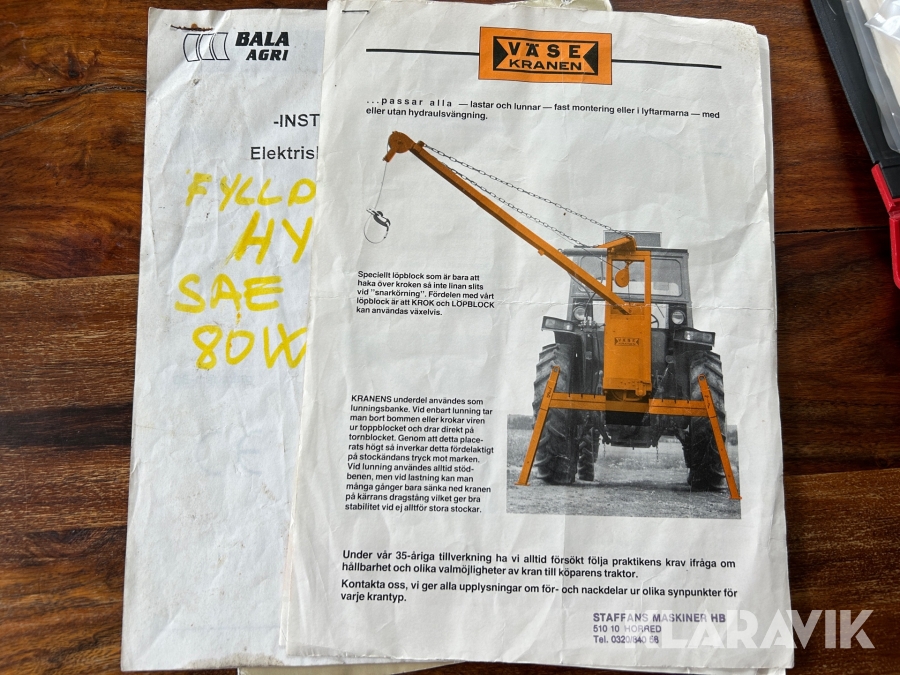 BALA
AGRI
-INST
Elektrisk
FYLLD
HY
SAE
80W
VÄSE
KRANEN
...passar alla — lastar och lunnar — fast montering eller i lyftarmarna — med
eller utan hydraulsvängning.
Speciellt löpblock som är bara att
haka över kroken så inte linan slits
vid "snarkörning". Fördelen med vårt
löpblock är att KROK och LÖPBLOCK
kan användas växelvis.
VÄSE
KRANENS underdel användes som
lunningsbanke. Vid enbart lunning tar
man bort bommen eller krokar viren
ur toppblocket och drar direkt på
tornblocket. Genom att detta place-
rats högt så inverkar detta fördelaktigt
på stockändans tryck mot marken.
Vid lunning användes alltid stöd-
benen, men vid lastning kan man
många gånger bara sänka ned kranen
på kärrans dragstång vilket ger bra
stabilitet vid ej alltför stora stockar.
Under vår 35-åriga tillverkning ha vi alltid försökt följa praktikens krav ifråga om
hållbarhet och olika valmöjligheter av kran till köparens traktor.
Kontakta oss, vi ger alla upplysningar om för- och nackdelar ur olika synpunkter för
varje krantyp.
STAFFANS MASKINER HB
510 10 HORRED
Tel. 0320/840 66
KLARAVIK